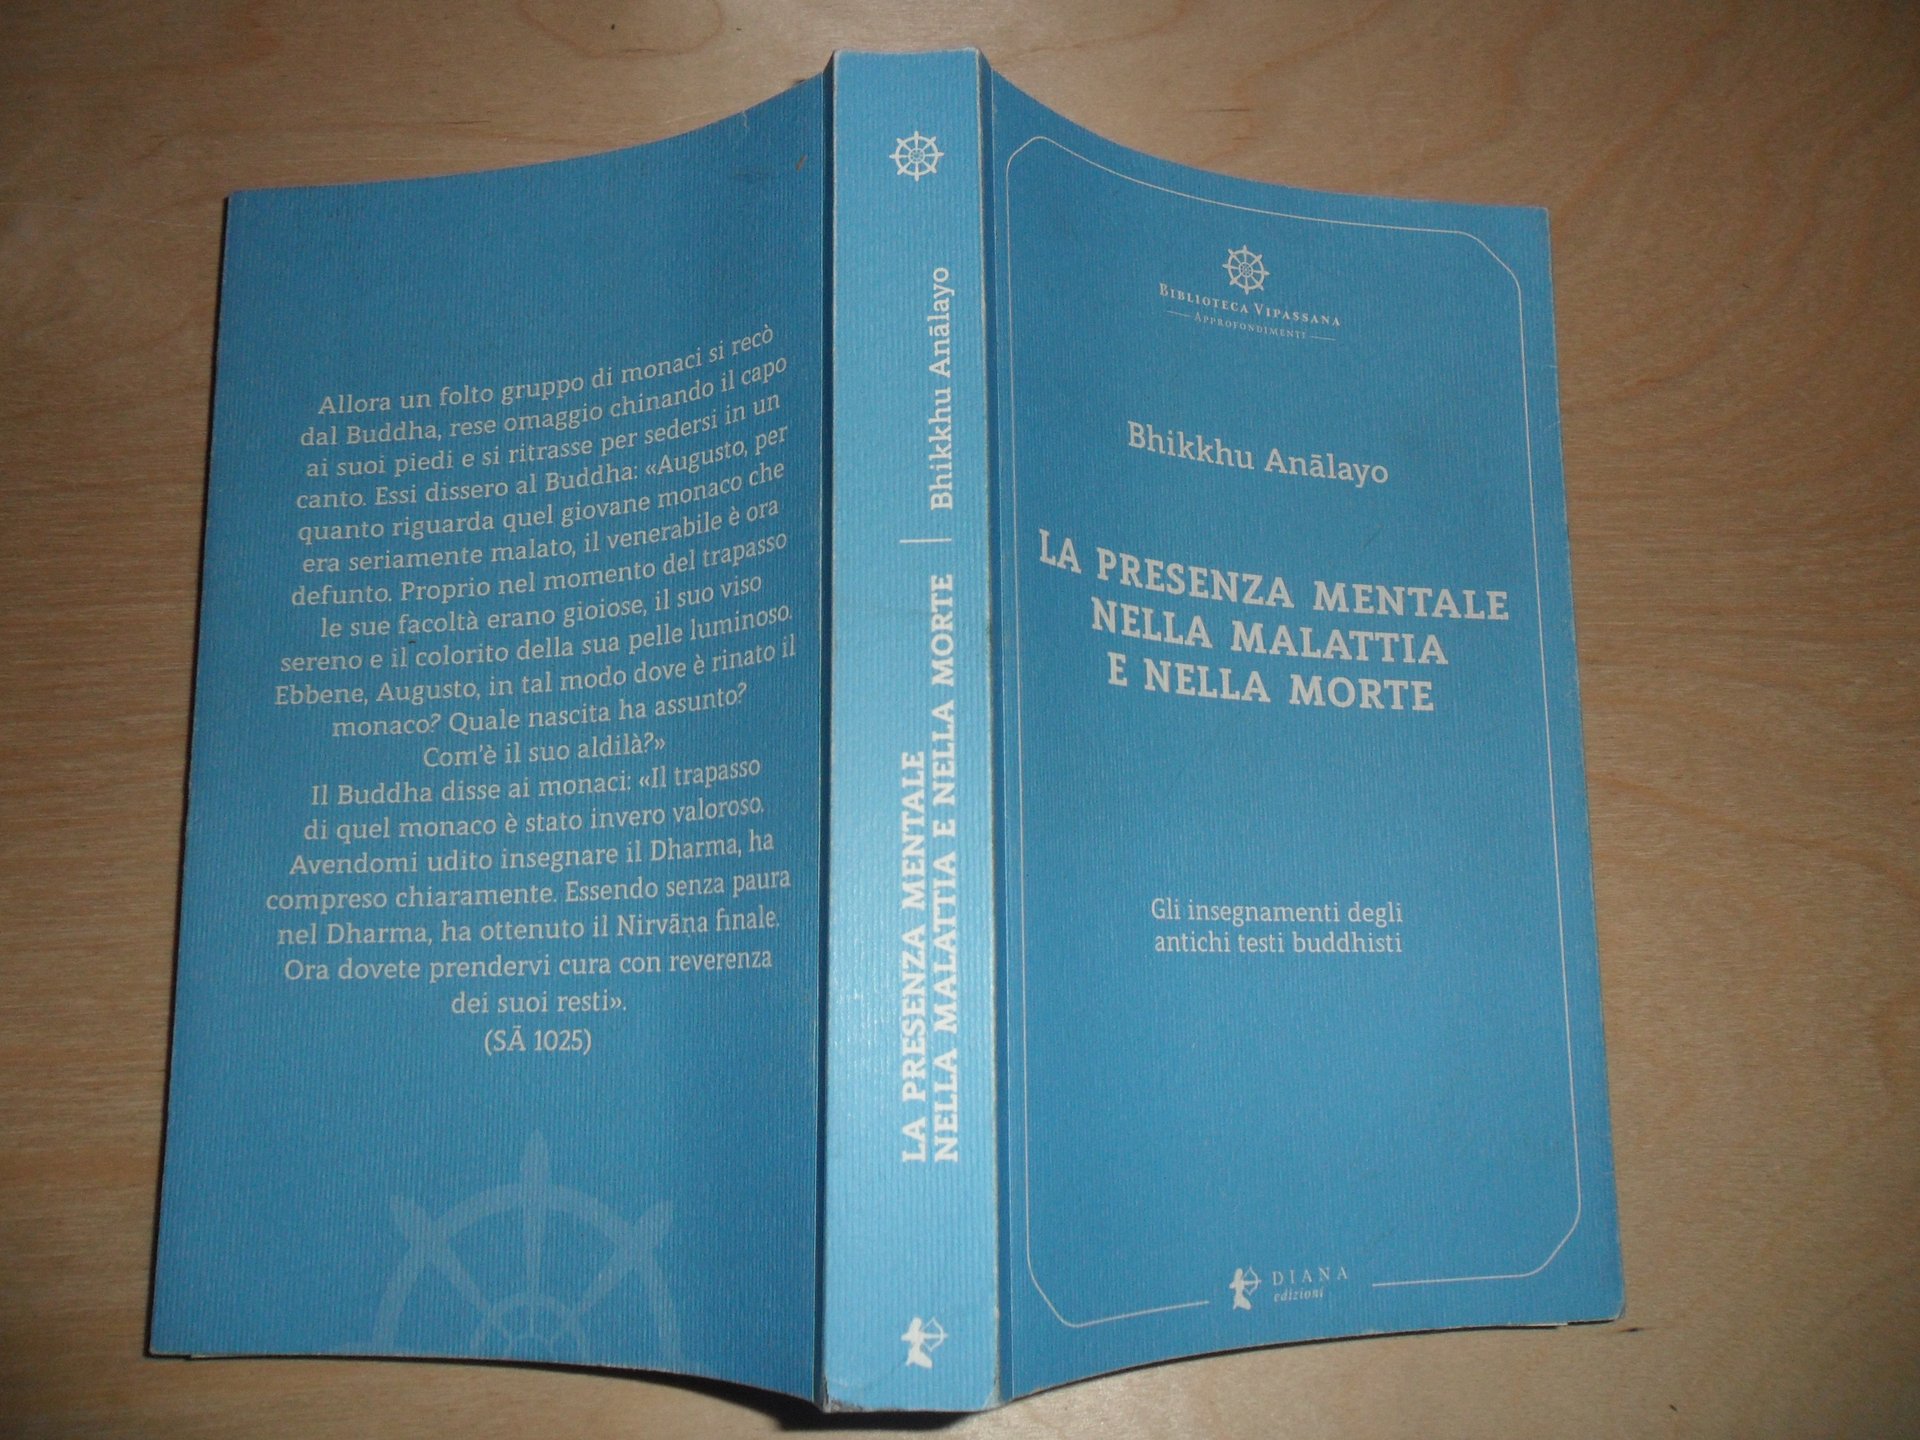 Allora un folto gruppo di monaci si recò
dal Buddha, rese omaggio chinando il capo
ai suoi piedi e si ritrasse per sedersi in un
canto. Essi dissero al Buddha: «Augusto, per
quanto riguarda quel giovane monaco che
era seriamente malato, il venerabile è ora
defunto. Proprio nel momento del trapasso
le sue facoltà erano gioiose, il suo viso
sereno e il colorito della sua pelle luminoso.
Ebbene, Augusto, in tal modo dove è rinato il
monaco? Quale nascita ha assunto?
Com'è il suo aldilà?»
Il Buddha disse ai monaci: «Il trapasso
di quel monaco è stato invero valoroso.
Avendomi udito insegnare il Dharma, ha
compreso chiaramente. Essendo senza paura
nel Dharma, ha ottenuto il Nirvāṇa finale.
Ora dovete prendervi cura con reverenza
dei suoi resti».
(SĀ 1025)
LA PRESENZA MENTALE
NELLA MALATTIA E NELLA MORTE | Bhikkhu Anālayo
BIBLIOTECA VIPASSANA
APPROFONDIMENTI
Bhikkhu Anālayo
LA PRESENZA MENTALE
NELLA MALATTIA
E NELLA MORTE
Gli insegnamenti degli
antichi testi buddhisti
DIANA
edizioni